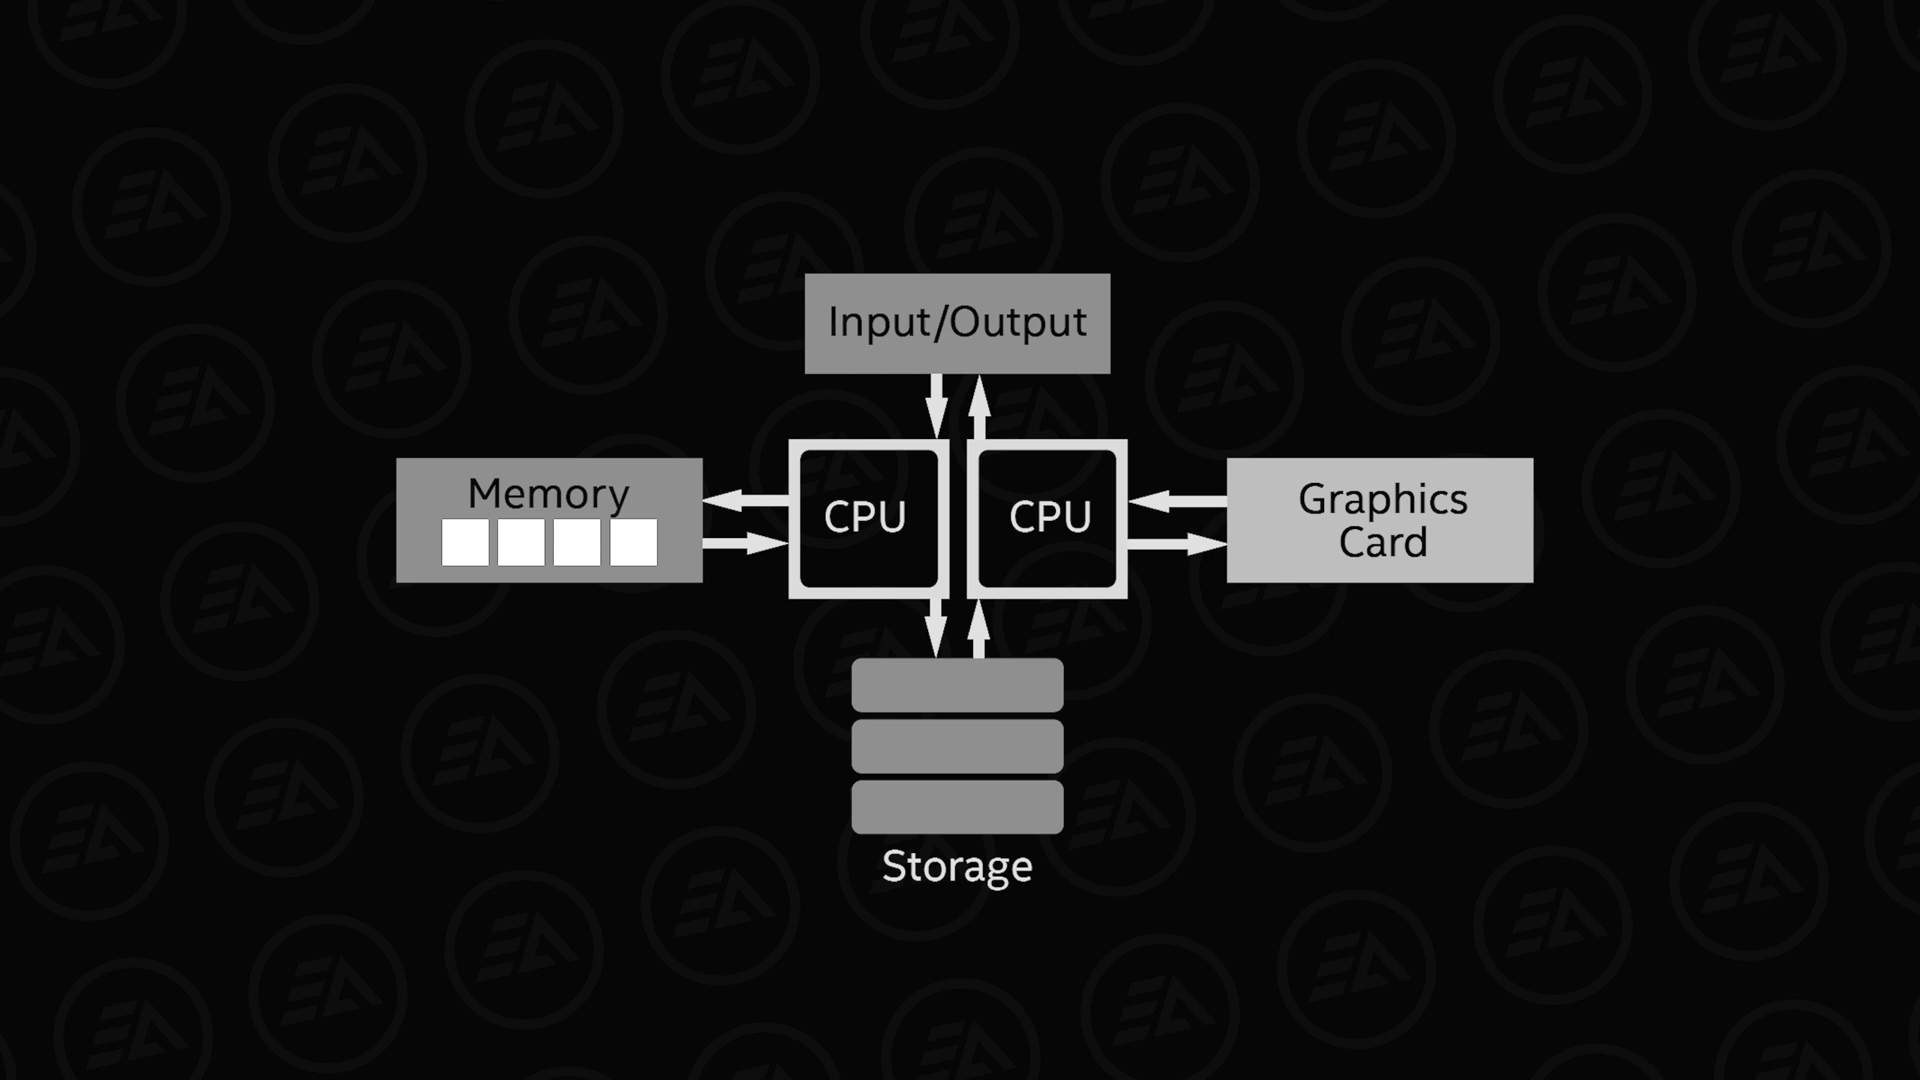 Input/Output
Memory
CPU
CPU
Graphics
Card
Storage